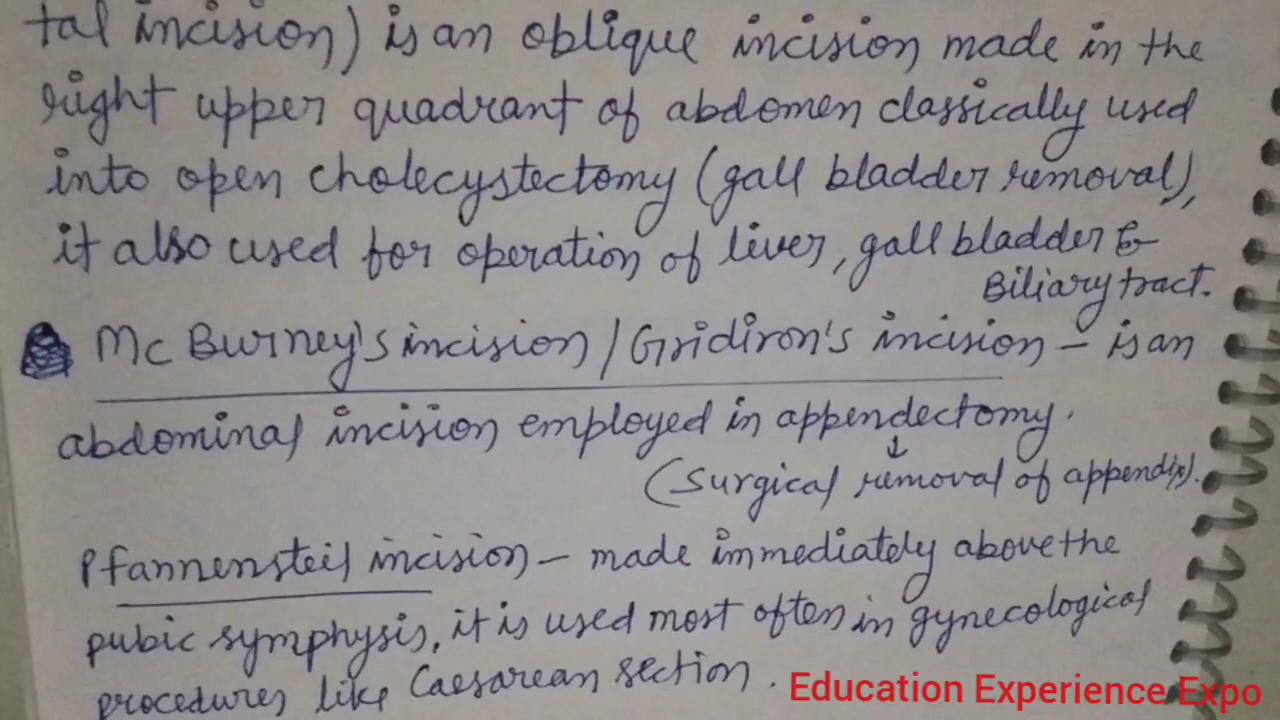 tal incision) is an oblique incision made in the
right upper quadrant of abdomen classically used
into open cholecystectomy (gall bladder removal),
it also used for operation of liver, gall bladder &
Biliary tract.
Mc Burney's incision / Gridiron's incision – is an
abdominal incision employed in appendectomy.
↓
(Surgical removal of appendix).
Pfannensteil incision – made immediately above the
pubic symphysis, it is used most often in gynecological
procedures like Caesarean section.
Education Experience Expo